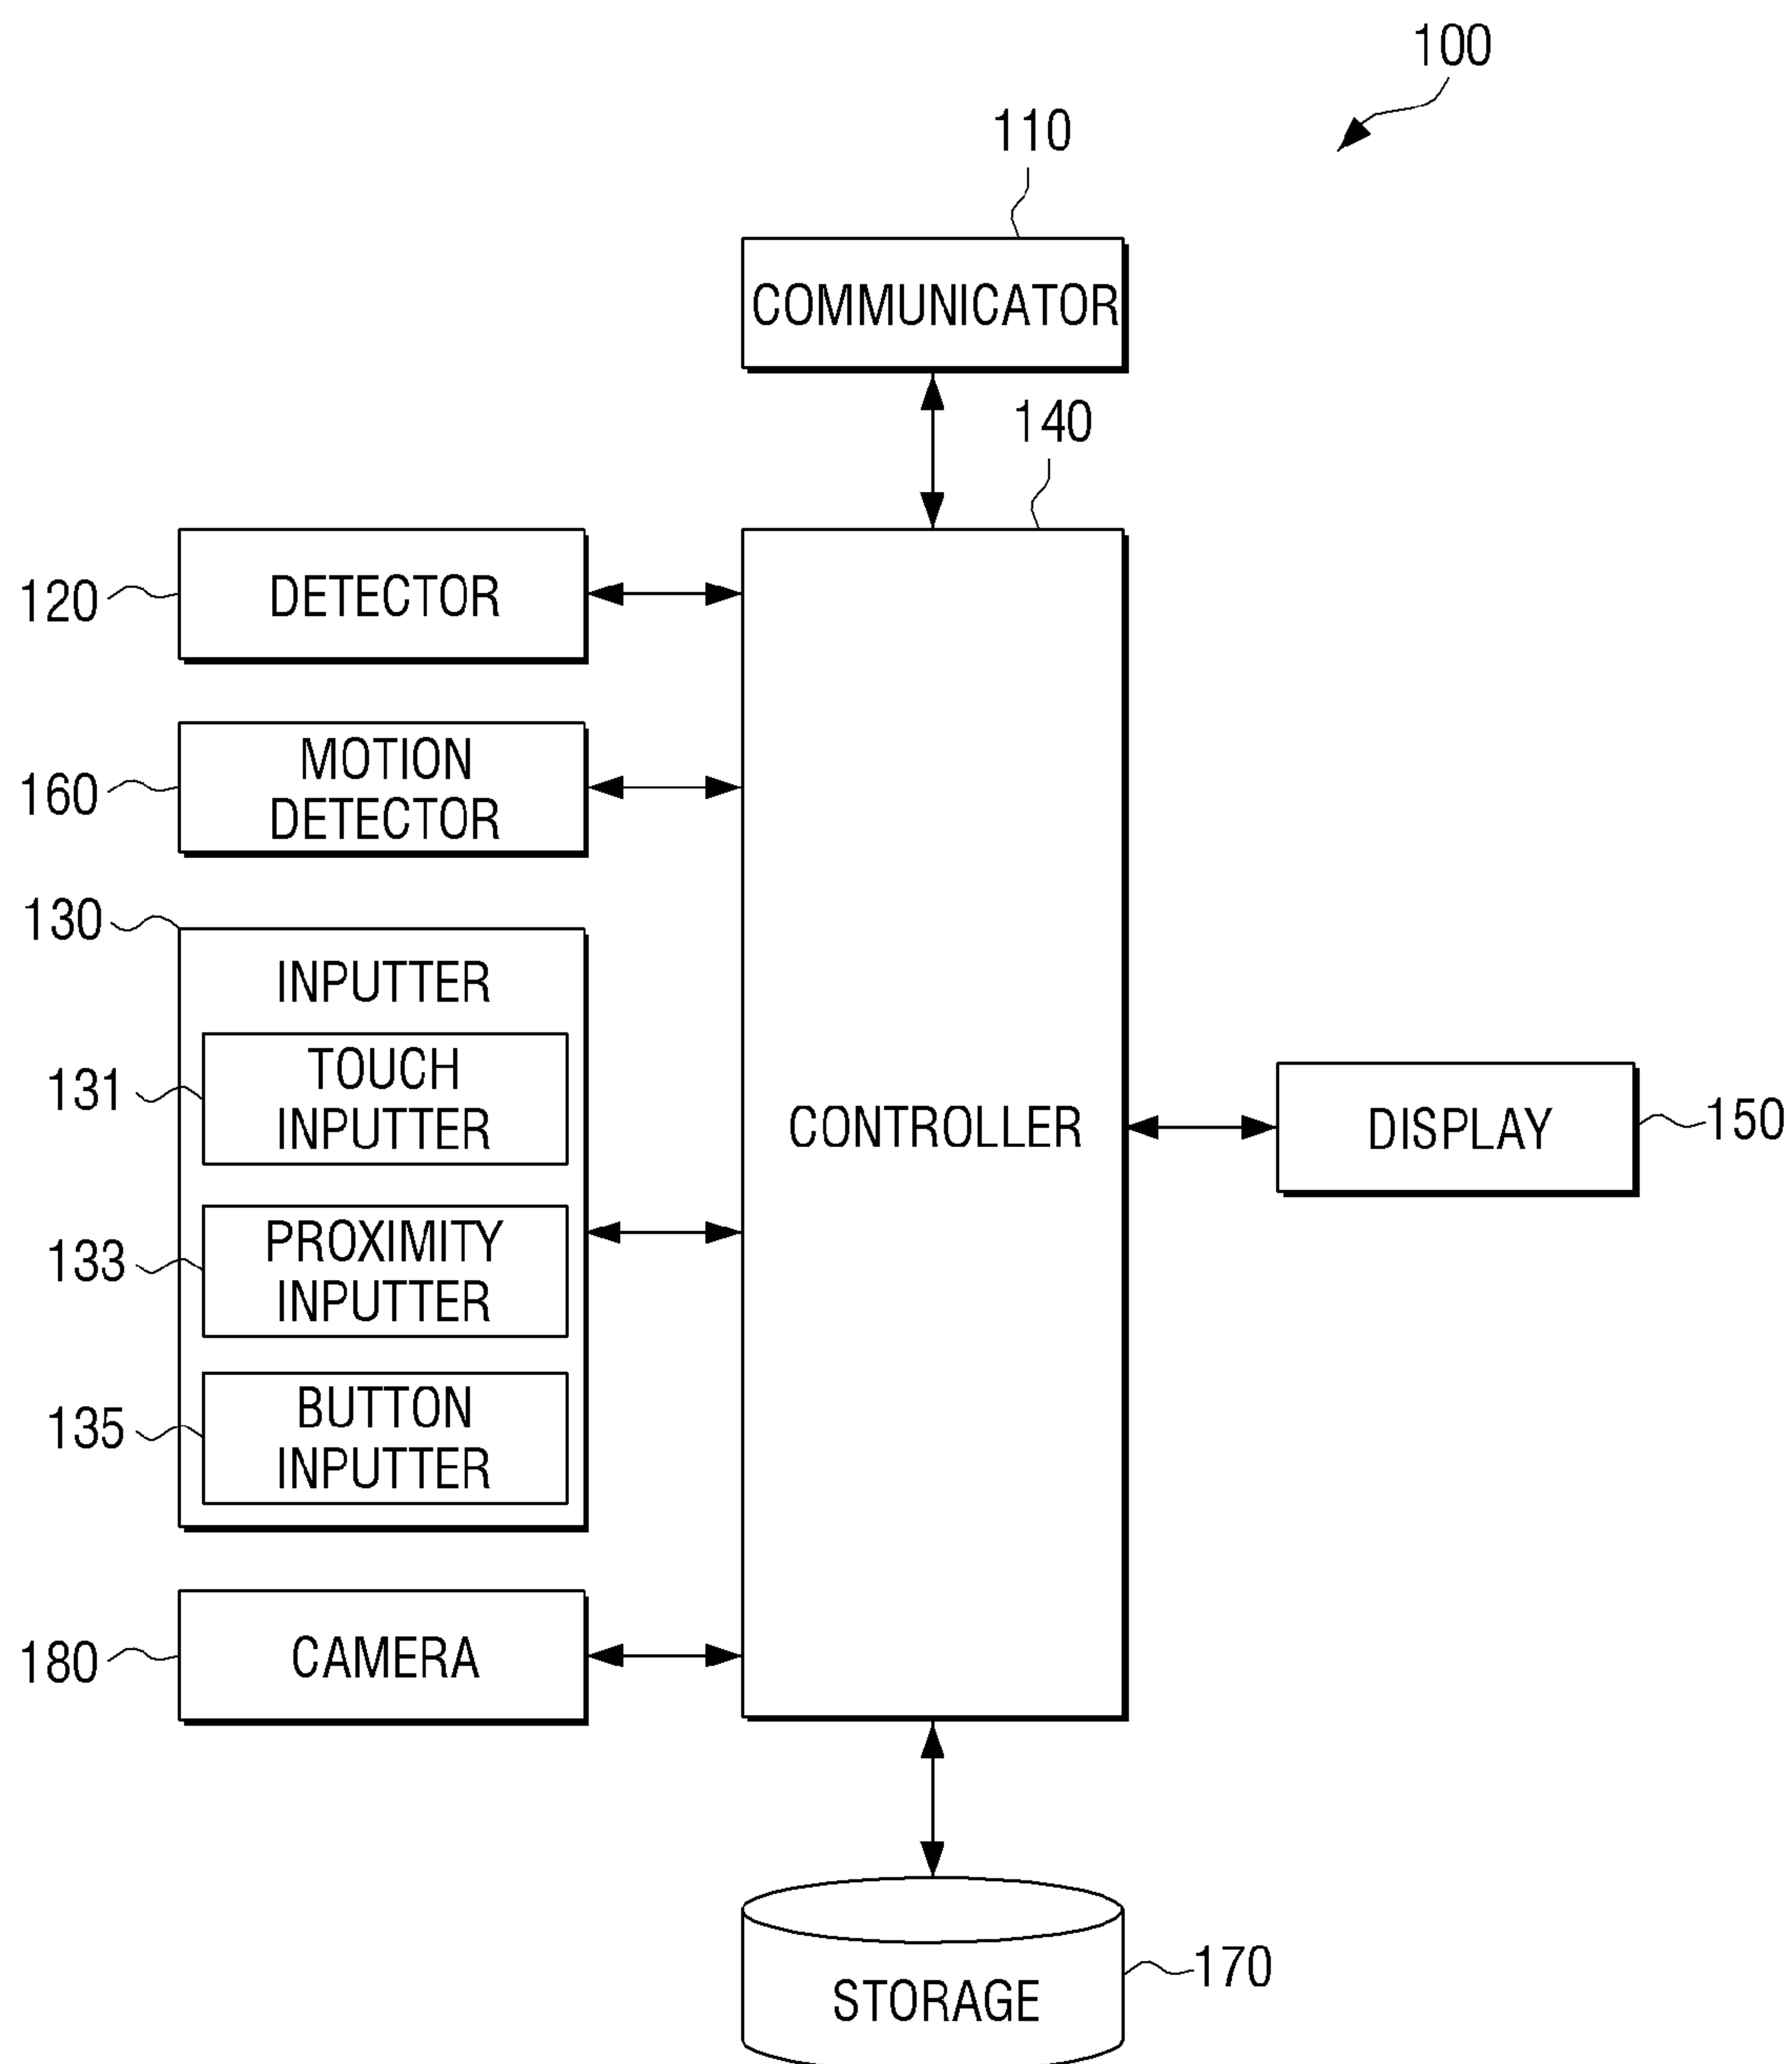 100
110
COMMUNICATOR
140
120
DETECTOR
160
MOTION
DETECTOR
130
INPUTTER
131
TOUCH
INPUTTER
133
PROXIMITY
INPUTTER
135
BUTTON
INPUTTER
CONTROLLER
DISPLAY
150
180
CAMERA
170
STORAGE